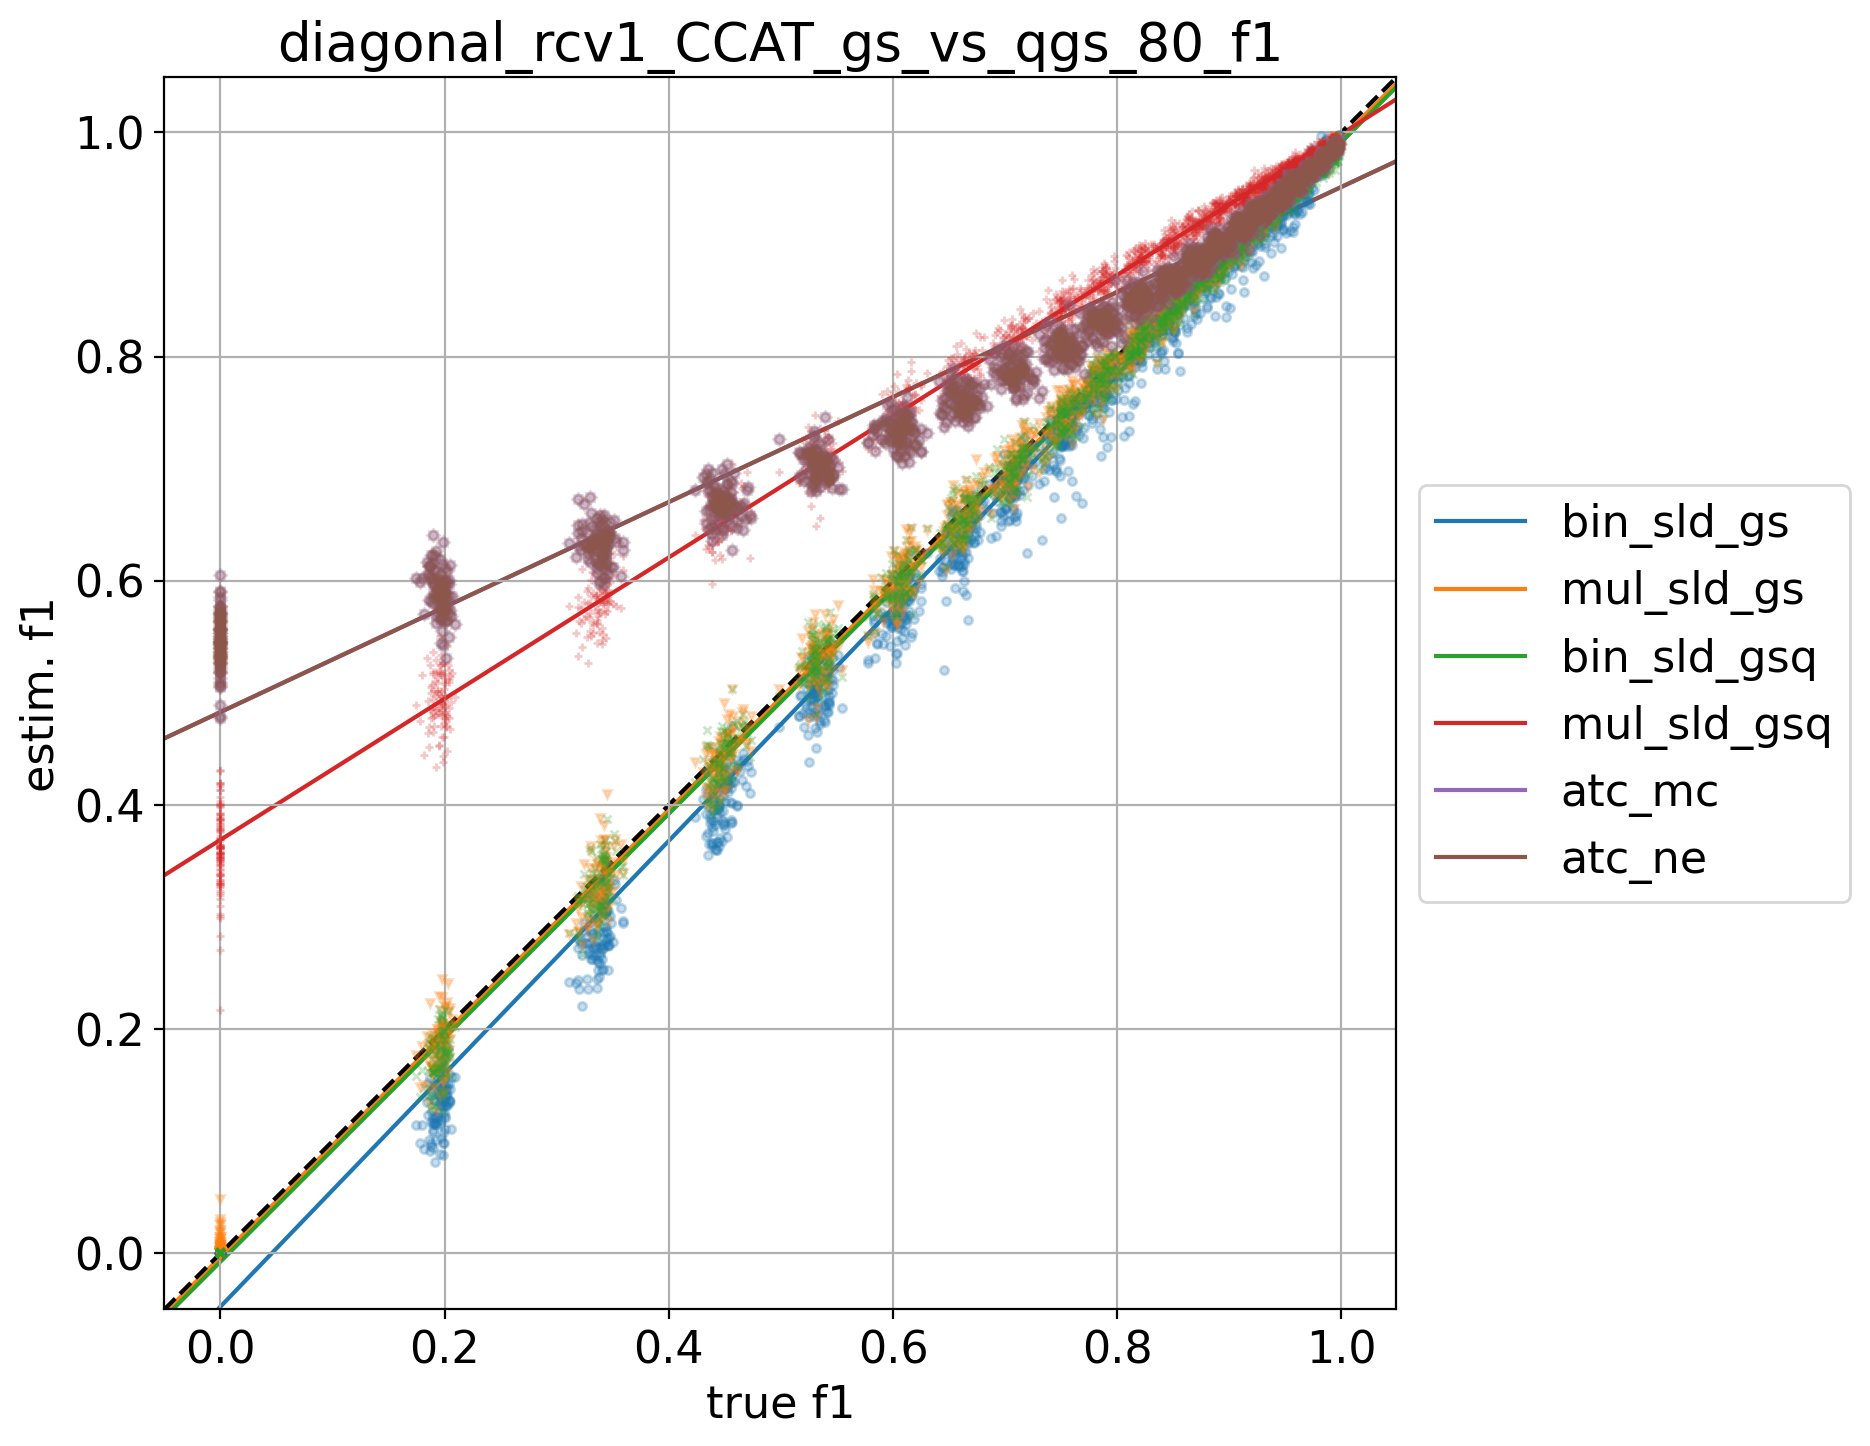 diagonal_rcv1_CCAT_gs_vs_qgs_80_f1
1.0
0.8
0.6
0.4
0.2
0.0
estim. f1
0.0 0.2 0.4 0.6 0.8 1.0
true f1
bin_sld_gs
mul_sld_gs
bin_sld_gsq
mul_sld_gsq
atc_mc
atc_ne